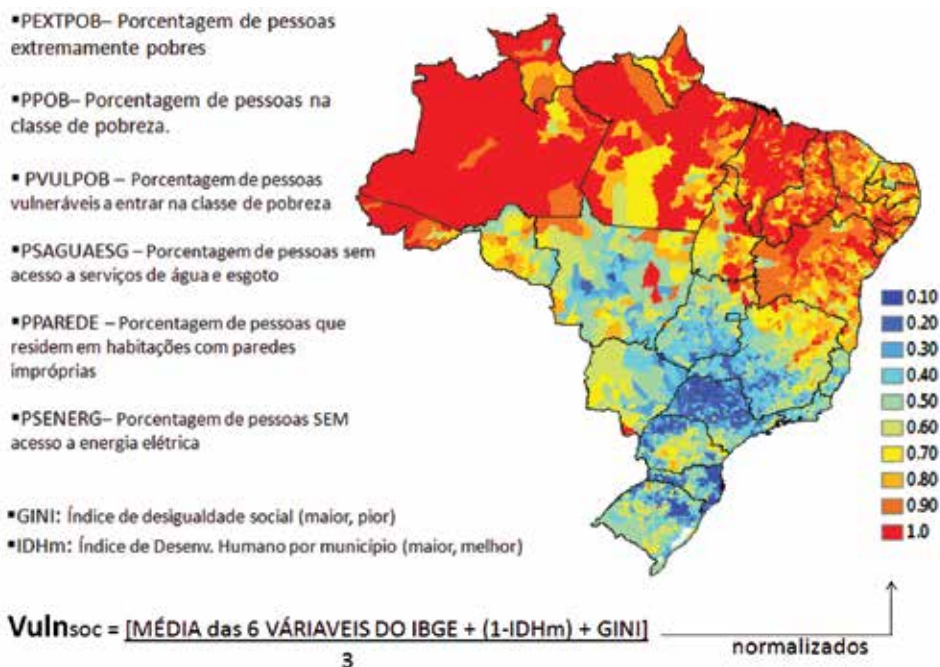 ▪PEXTPOB– Porcentagem de pessoas
extremamente pobres
▪PPOB– Porcentagem de pessoas na
classe de pobreza.
▪ PVULPOB – Porcentagem de pessoas
vulneráveis a entrar na classe de pobreza
▪PSAGUAESG – Porcentagem de pessoas sem
acesso a serviços de água e esgoto
▪PPAREDE – Porcentagem de pessoas que
residem em habitações com paredes
impróprias
▪PSENERG– Porcentagem de pessoas SEM
acesso a energia elétrica
▪GINI: Índice de desigualdade social (maior, pior)
▪IDHm: Índice de Desenv. Humano por município (maior, melhor)
0.10
0.20
0.30
0.40
0.50
0.60
0.70
0.80
0.90
1.0
Vulnsoc = [MÉDIA das 6 VÁRIAVEIS DO IBGE + (1-IDHm) + GINI]
3
normalizados